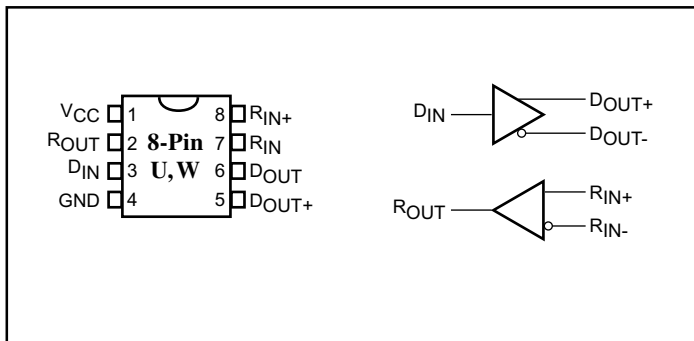 VCC 1 8 RIN+
ROUT 2 8-Pin 7 RIN
DIN 3 U, W 6 DOUT
GND 4 5 DOUT+
DIN DOUT+
DOUT-
ROUT RIN+
RIN-